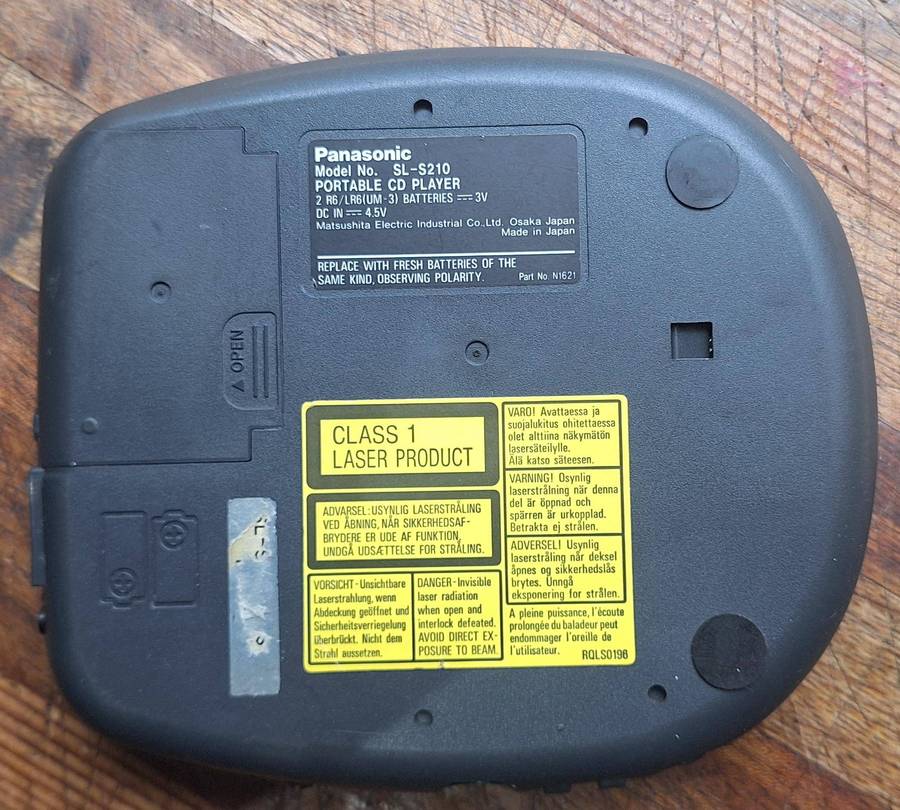 Panasonic
Model No. SL-S210
PORTABLE CD PLAYER
2 R6/LR6(UM-3) BATTERIES ⎓ 3V
DC IN ⎓ 4.5V
Matsushita Electric Industrial Co.,Ltd. Osaka Japan
Made in Japan
REPLACE WITH FRESH BATTERIES OF THE
SAME KIND, OBSERVING POLARITY.
Part No. N1621
▲ OPEN
CLASS 1
LASER PRODUCT
ADVARSEL: USYNLIG LASERSTRÅLING
VED ÅBNING, NÅR SIKKERHEDSAF-
BRYDERE ER UDE AF FUNKTION,
UNDGÅ UDSÆTTELSE FOR STRÅLING.
VORSICHT-Unsichtbare
Laserstrahlung, wenn
Abdeckung geöffnet und
Sicherheitsverriegelung
überbrückt. Nicht dem
Strahl aussetzen.
DANGER-Invisible
laser radiation
when open and
interlock defeated.
AVOID DIRECT EX-
POSURE TO BEAM.
VARO! Avattaessa ja
suojalukitus ohitettaessa
olet alttiina näkymätön
lasersäteilylle.
Älä katso säteesen.
VARNING! Osynlig
laserstrålning när denna
del är öppnad och
spärren är urkopplad.
Betrakta ej strålen.
ADVERSEL! Usynlig
laserstråling når deksel
åpnes og sikkerhedslås
brytes. Unngå
eksponering for strålen.
A pleine puissance, l'écoute
prolongée du baladeur peut
endommager l'oreille de
l'utilisateur.
RQLS0196